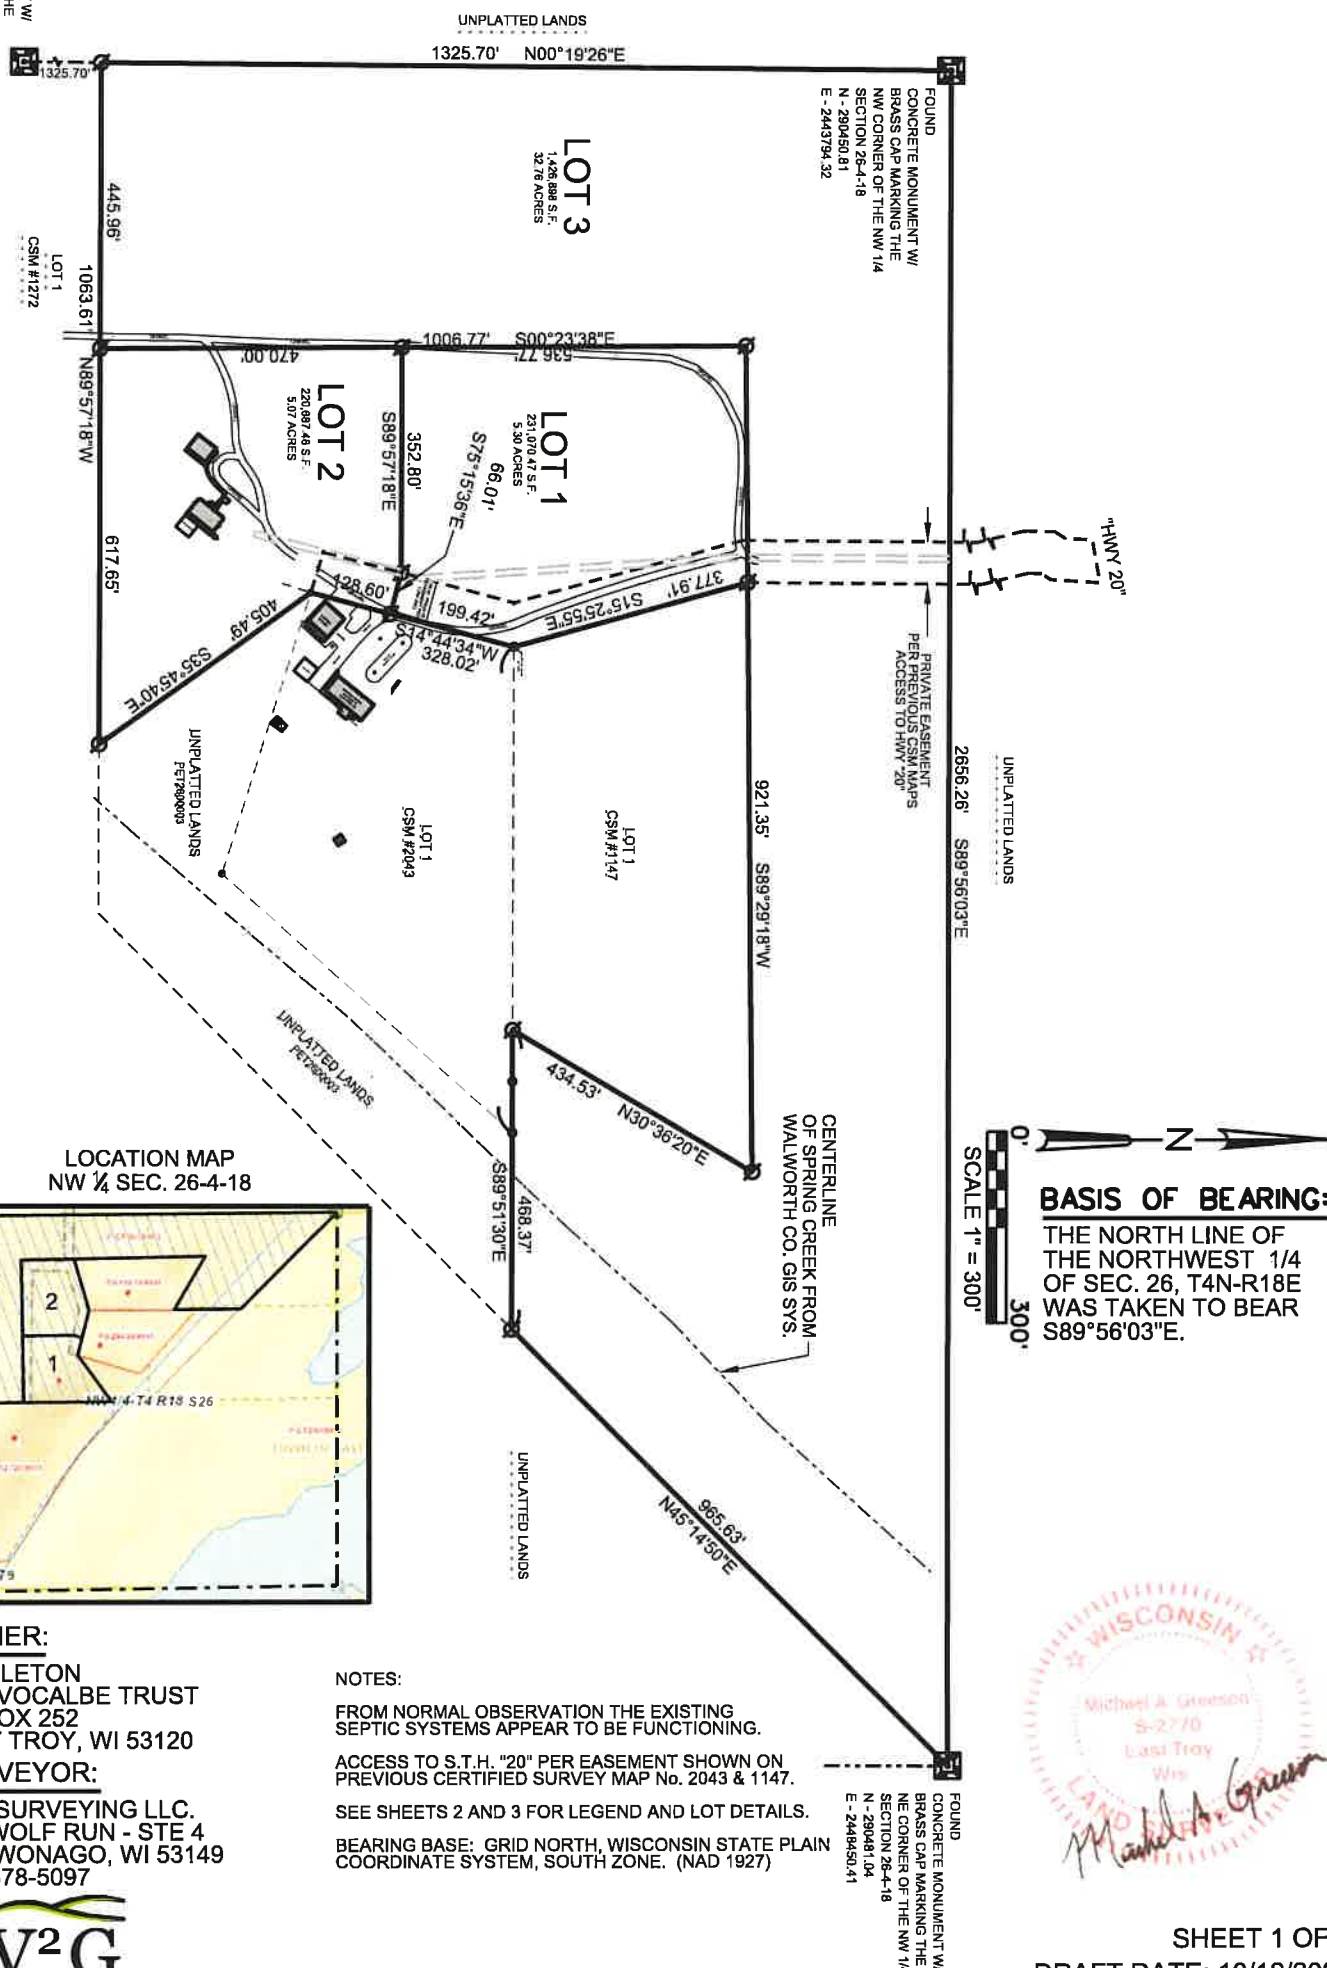 UNPLATTED LANDS
1325.70' N00°19'26"E
1325.70'
FOUND
CONCRETE MONUMENT W/
BRASS CAP MARKING THE
NW CORNER OF THE NW 1/4
SECTION 26-4-18
N - 290450.81
E - 2443794.32
LOT 3
1,426,898 S.F.
32.76 ACRES
445.96'
1063.61'
N89°57'18"W
617.65'
LOT 1
CSM #1272
1006.77' S00°23'38"E
470.00'
536.77'
LOT 2
220,687.48 S.F.
5.07 ACRES
LOT 1
231,070.47 S.F.
5.30 ACRES
352.80'
S89°57'18"E
66.01'
S75°15'36"E
128.60'
199.42'
S14°44'34"W
328.02'
377.91'
S15°25'55"E
405.49'
S35°45'40"E
"HWY 20"
PRIVATE EASEMENT
PER PREVIOUS CSM MAPS
ACCESS TO HWY "20"
UNPLATTED LANDS
2656.26' S89°56'03"E
921.35' S89°29'18"W
UNPLATTED LANDS
PET2600003
LOT 1
CSM #2043
LOT 1
CSM #1147
UNPLATTED LANDS
PET2600003
434.53' N30°36'20"E
468.37'
S89°51'30"E
CENTERLINE
OF SPRING CREEK FROM
WALWORTH CO. GIS SYS.
965.63'
N45°14'50"E
UNPLATTED LANDS
N
0' 300'
SCALE 1" = 300'
BASIS OF BEARING:
THE NORTH LINE OF
THE NORTHWEST 1/4
OF SEC. 26, T4N-R18E
WAS TAKEN TO BEAR
S89°56'03"E.
LOCATION MAP
NW ¼ SEC. 26-4-18
2
1
NW 1/4-T4 R18 S26
LETON
VOCALBE TRUST
OX 252
TROY, WI 53120
VEYOR:
SURVEYING LLC.
WOLF RUN - STE 4
WONAGO, WI 53149
78-5097
V²G
NOTES:
FROM NORMAL OBSERVATION THE EXISTING
SEPTIC SYSTEMS APPEAR TO BE FUNCTIONING.
ACCESS TO S.T.H. "20" PER EASEMENT SHOWN ON
PREVIOUS CERTIFIED SURVEY MAP No. 2043 & 1147.
SEE SHEETS 2 AND 3 FOR LEGEND AND LOT DETAILS.
BEARING BASE: GRID NORTH, WISCONSIN STATE PLAIN
COORDINATE SYSTEM, SOUTH ZONE. (NAD 1927)
FOUND
CONCRETE MONUMENT W/
BRASS CAP MARKING THE
NE CORNER OF THE NW 1/4
SECTION 26-4-18
N - 290481.04
E - 2448450.41
WISCONSIN
Michael A. Greeson
S-2770
East Troy
Wis
LAND SURVEYOR
Michael A. Greeson
SHEET 1 OF